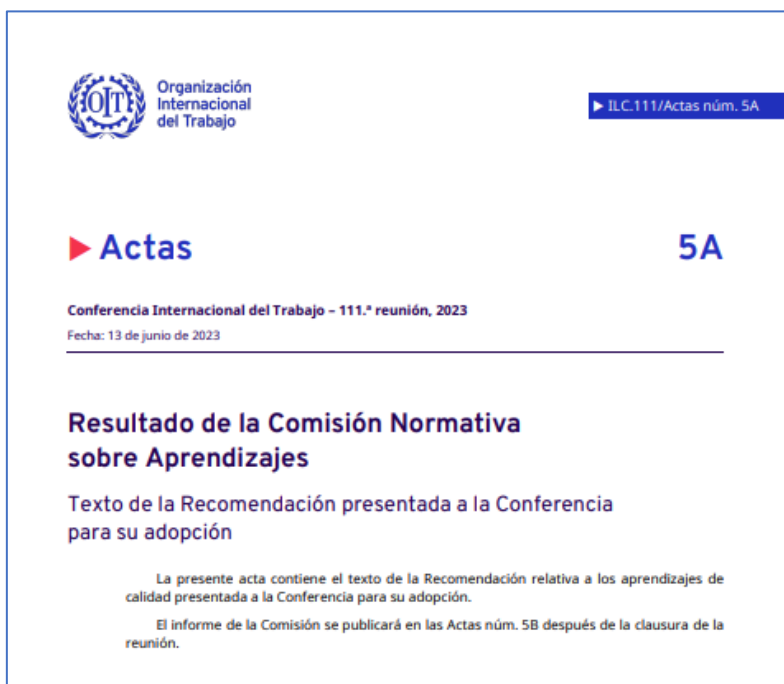 OIT
Organización
Internacional
del Trabajo
▶ ILC.111/Actas núm. 5A
▶ Actas
5A
Conferencia Internacional del Trabajo – 111.ª reunión, 2023
Fecha: 13 de junio de 2023
Resultado de la Comisión Normativa
sobre Aprendizajes
Texto de la Recomendación presentada a la Conferencia
para su adopción
La presente acta contiene el texto de la Recomendación relativa a los aprendizajes de
calidad presentada a la Conferencia para su adopción.
El informe de la Comisión se publicará en las Actas núm. 5B después de la clausura de la
reunión.